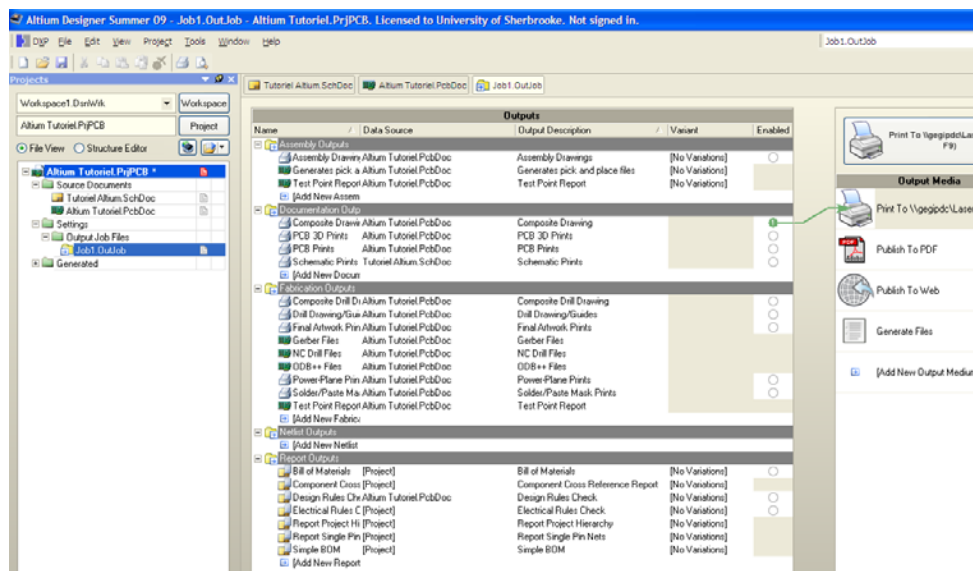 Altium Designer Summer 09 - Job1.OutJob - Altium Tutoriel.PrjPCB. Licensed to University of Sherbrooke. Not signed in.
DXP File Edit View Project Tools Window Help
Job1.OutJob
Projects
Tutoriel Altium.SchDoc Altium Tutoriel.PcbDoc Job1.OutJob
Workspace1.DsnWrk Workspace
Altium Tutoriel.PrjPCB Project
File View Structure Editor
Altium Tutoriel.PrjPCB *
Source Documents
Tutoriel Altium.SchDoc
Altium Tutoriel.PcbDoc
Settings
Output Job Files
Job1.OutJob
Generated
Outputs
Name / Data Source Output Description / Variant Enabled
Assembly Outputs
Assembly Drawin Altium Tutoriel.PcbDoc Assembly Drawings [No Variations]
Generates pick a Altium Tutoriel.PcbDoc Generates pick and place files [No Variations]
Test Point Report Altium Tutoriel.PcbDoc Test Point Report [No Variations]
[Add New Assem
Documentation Outp
Composite Drawi Altium Tutoriel.PcbDoc Composite Drawing 1
PCB 3D Prints Altium Tutoriel.PcbDoc PCB 3D Prints
PCB Prints Altium Tutoriel.PcbDoc PCB Prints
Schematic Prints Tutoriel Altium.SchDoc Schematic Prints
[Add New Docum
Fabrication Outputs
Composite Drill Di Altium Tutoriel.PcbDoc Composite Drill Drawing
Drill Drawing/Gui Altium Tutoriel.PcbDoc Drill Drawing/Guides
Final Artwork Prin Altium Tutoriel.PcbDoc Final Artwork Prints
Gerber Files Altium Tutoriel.PcbDoc Gerber Files
NC Drill Files Altium Tutoriel.PcbDoc NC Drill Files
ODB++ Files Altium Tutoriel.PcbDoc ODB++ Files
Power-Plane Prin Altium Tutoriel.PcbDoc Power-Plane Prints
Solder/Paste Ma Altium Tutoriel.PcbDoc Solder/Paste Mask Prints
Test Point Report Altium Tutoriel.PcbDoc Test Point Report
[Add New Fabric
Netlist Outputs
[Add New Netlist
Report Outputs
Bill of Materials [Project] Bill of Materials [No Variations]
Component Cross [Project] Component Cross Reference Report [No Variations]
Design Rules Che Altium Tutoriel.PcbDoc Design Rules Check [No Variations]
Electrical Rules C [Project] Electrical Rules Check [No Variations]
Report Project Hi [Project] Report Project Hierarchy [No Variations]
Report Single Pin [Project] Report Single Pin Nets [No Variations]
Simple BOM [Project] Simple BOM [No Variations]
[Add New Report
Print To \\gegipdc\Las
F9)
Output Media
Print To \\gegipdc\Laser
Publish To PDF
Publish To Web
Generate Files
[Add New Output Medium